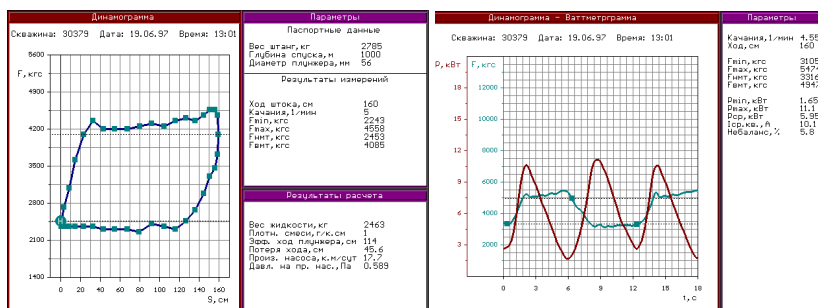 Динамограмма
Скважина: 30379 Дата: 19.06.97 Время: 13:01
F,кгс
5600
4900
4200
3500
2800
2100
1400
0 20 40 60 80 100 120 140 160
S,см
Параметры
Паспортные данные
Вес штанг,кг 2785
Глубина спуска,м 1000
Диаметр плунжера,мм 56
Результаты измерений
Ход штока,см 160
Качания,1/мин 5
Fmin,кгс 2243
Fmax,кгс 4558
Fнмт,кгс 2453
Fвмт,кгс 4085
Результаты расчета
Вес жидкости,кг 2463
Плотн. смеси,г/к.см 1
Эфф. ход плунжера,см 114
Потеря хода,см 45.6
Произ. насоса,к.м/сут 17.7
Давл. на пр. нас.,Па 0.589
Динамограмма - Ваттметрграмма
Скважина: 30379 Дата: 19.06.97 Время: 13:01
P,кВт F,кгс
18 12000
15 10000
12 8000
9 6000
6 4000
3 2000
0 3 6 9 12 15 18
t,с
Параметры
Качания,1/мин 4.55
Ход,см 160
Fmin,кгс 3105
Fmax,кгс 5474
Fнмт,кгс 3316
Fвмт,кгс 4947
Pmin,кВт 1.65
Pmax,кВт 11.1
Pср,кВт 5.95
Iср.кв.,А 10.1
Небаланс,% 5.8